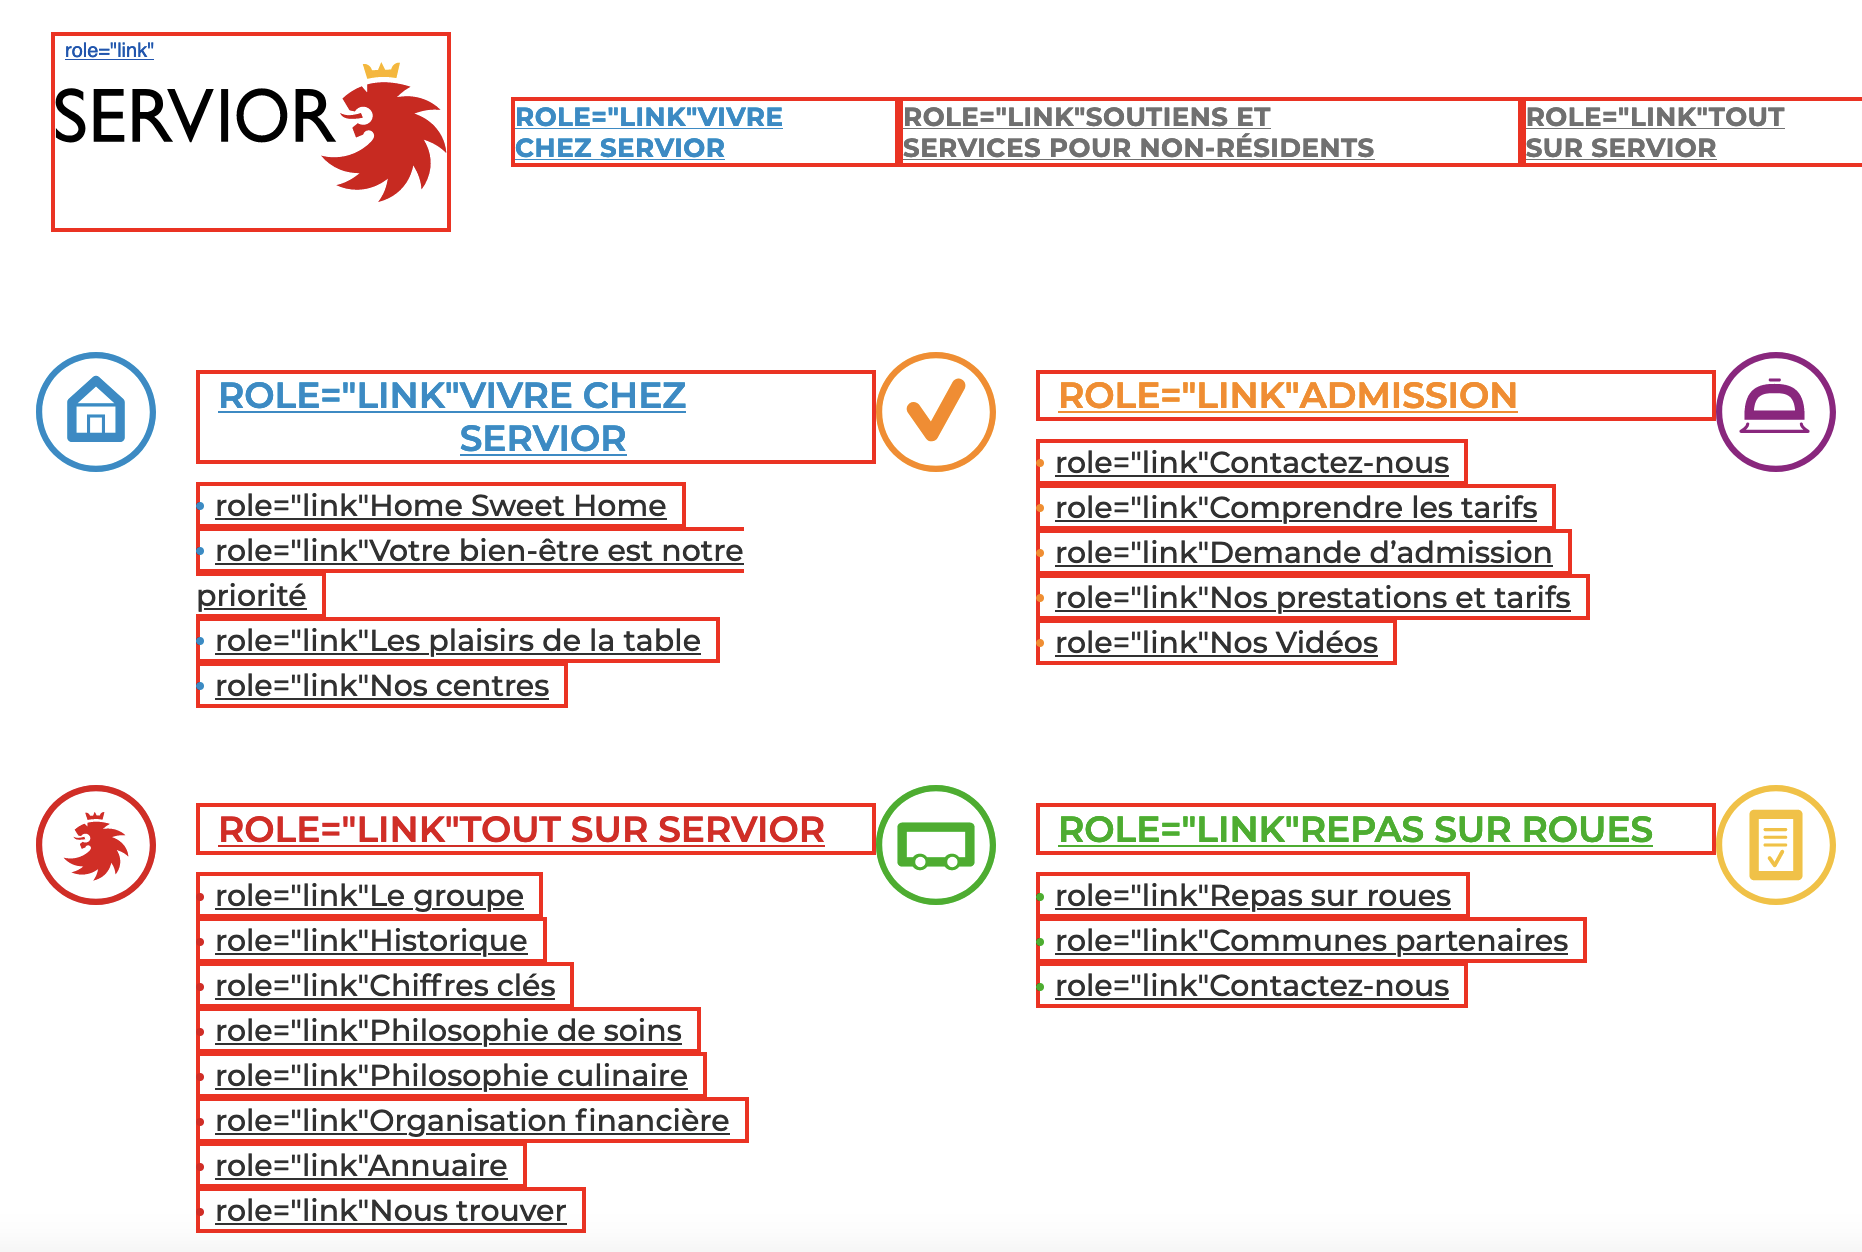 role="link"
SERVIOR
ROLE="LINK"VIVRE
CHEZ SERVIOR
ROLE="LINK"SOUTIENS ET
SERVICES POUR NON-RÉSIDENTS
ROLE="LINK"TOUT
SUR SERVIOR
ROLE="LINK"VIVRE CHEZ
SERVIOR
role="link"Home Sweet Home
role="link"Votre bien-être est notre
priorité
role="link"Les plaisirs de la table
role="link"Nos centres
ROLE="LINK"ADMISSION
role="link"Contactez-nous
role="link"Comprendre les tarifs
role="link"Demande d’admission
role="link"Nos prestations et tarifs
role="link"Nos Vidéos
ROLE="LINK"TOUT SUR SERVIOR
role="link"Le groupe
role="link"Historique
role="link"Chiffres clés
role="link"Philosophie de soins
role="link"Philosophie culinaire
role="link"Organisation financière
role="link"Annuaire
role="link"Nous trouver
ROLE="LINK"REPAS SUR ROUES
role="link"Repas sur roues
role="link"Communes partenaires
role="link"Contactez-nous